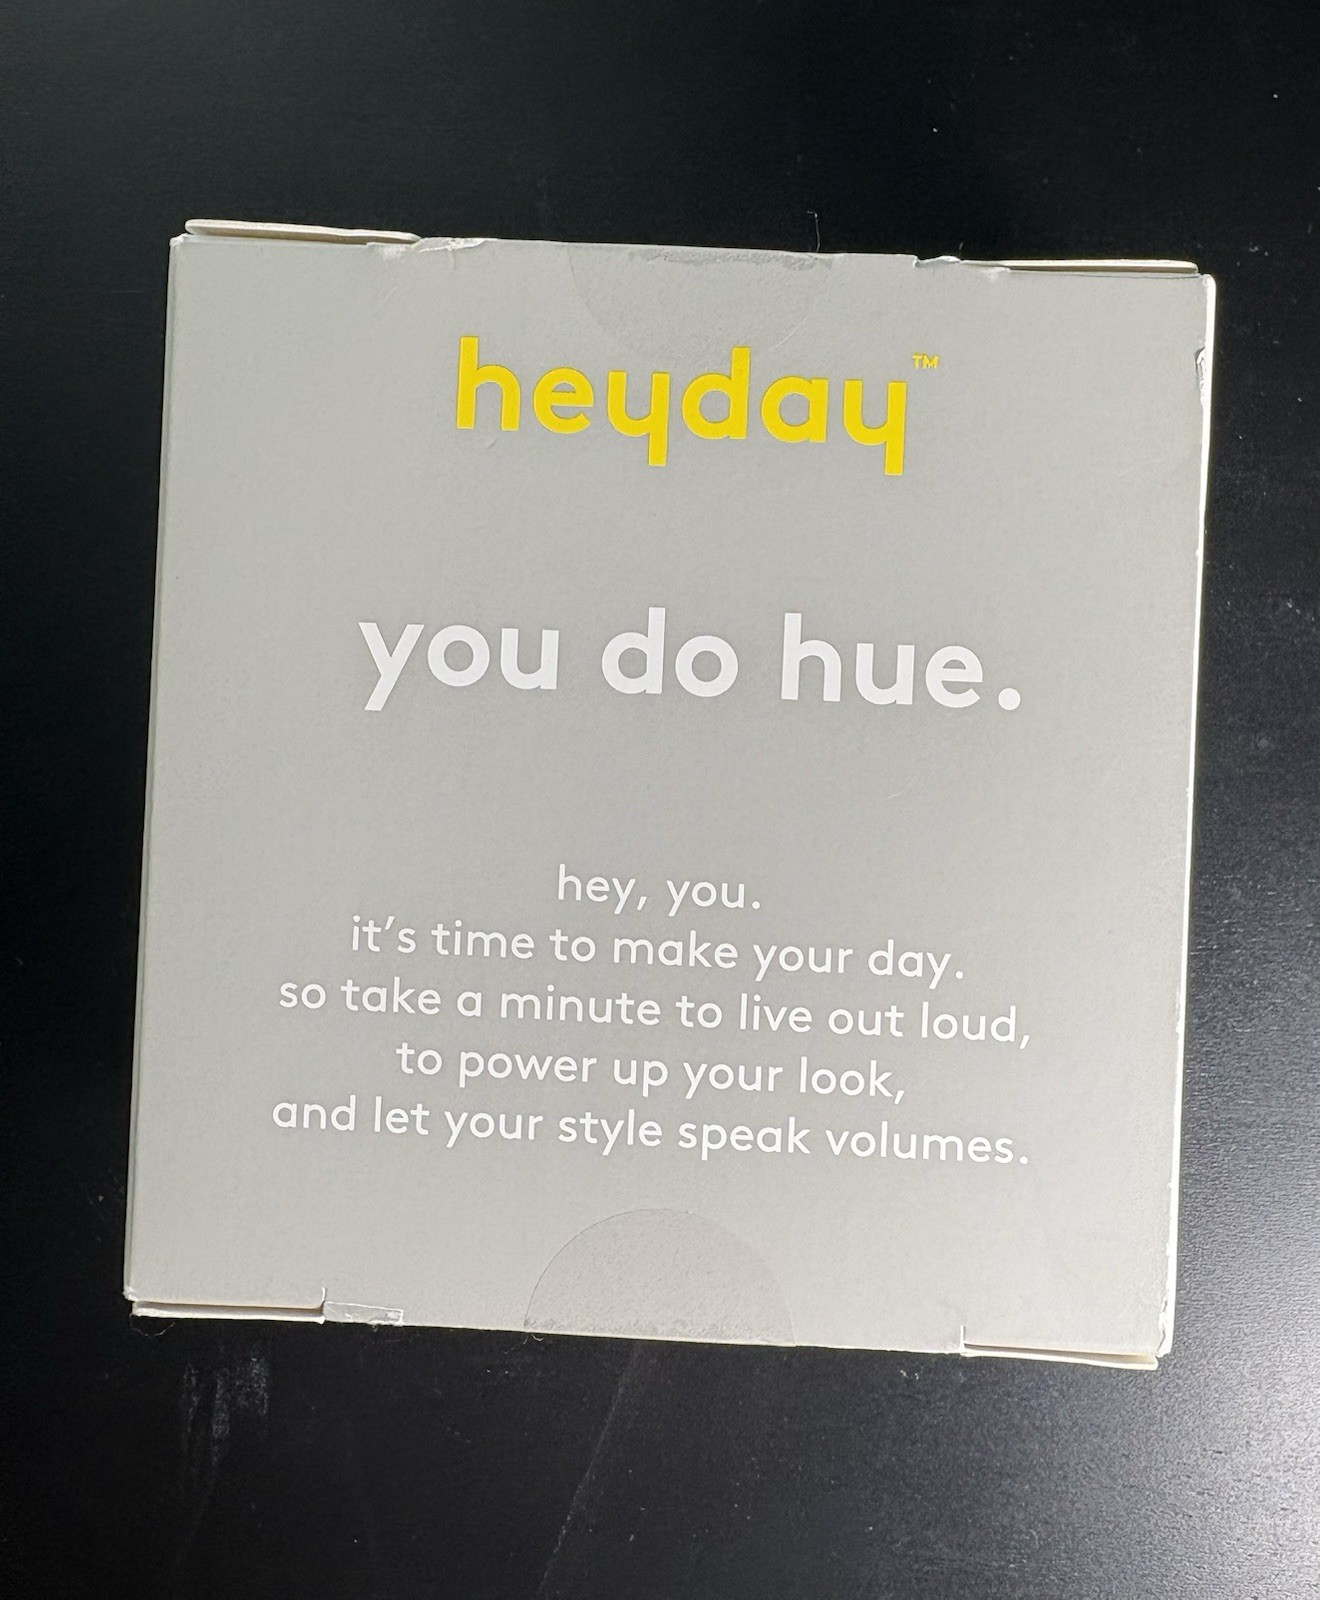 heyday™
you do hue.
hey, you.
it's time to make your day.
so take a minute to live out loud,
to power up your look,
and let your style speak volumes.